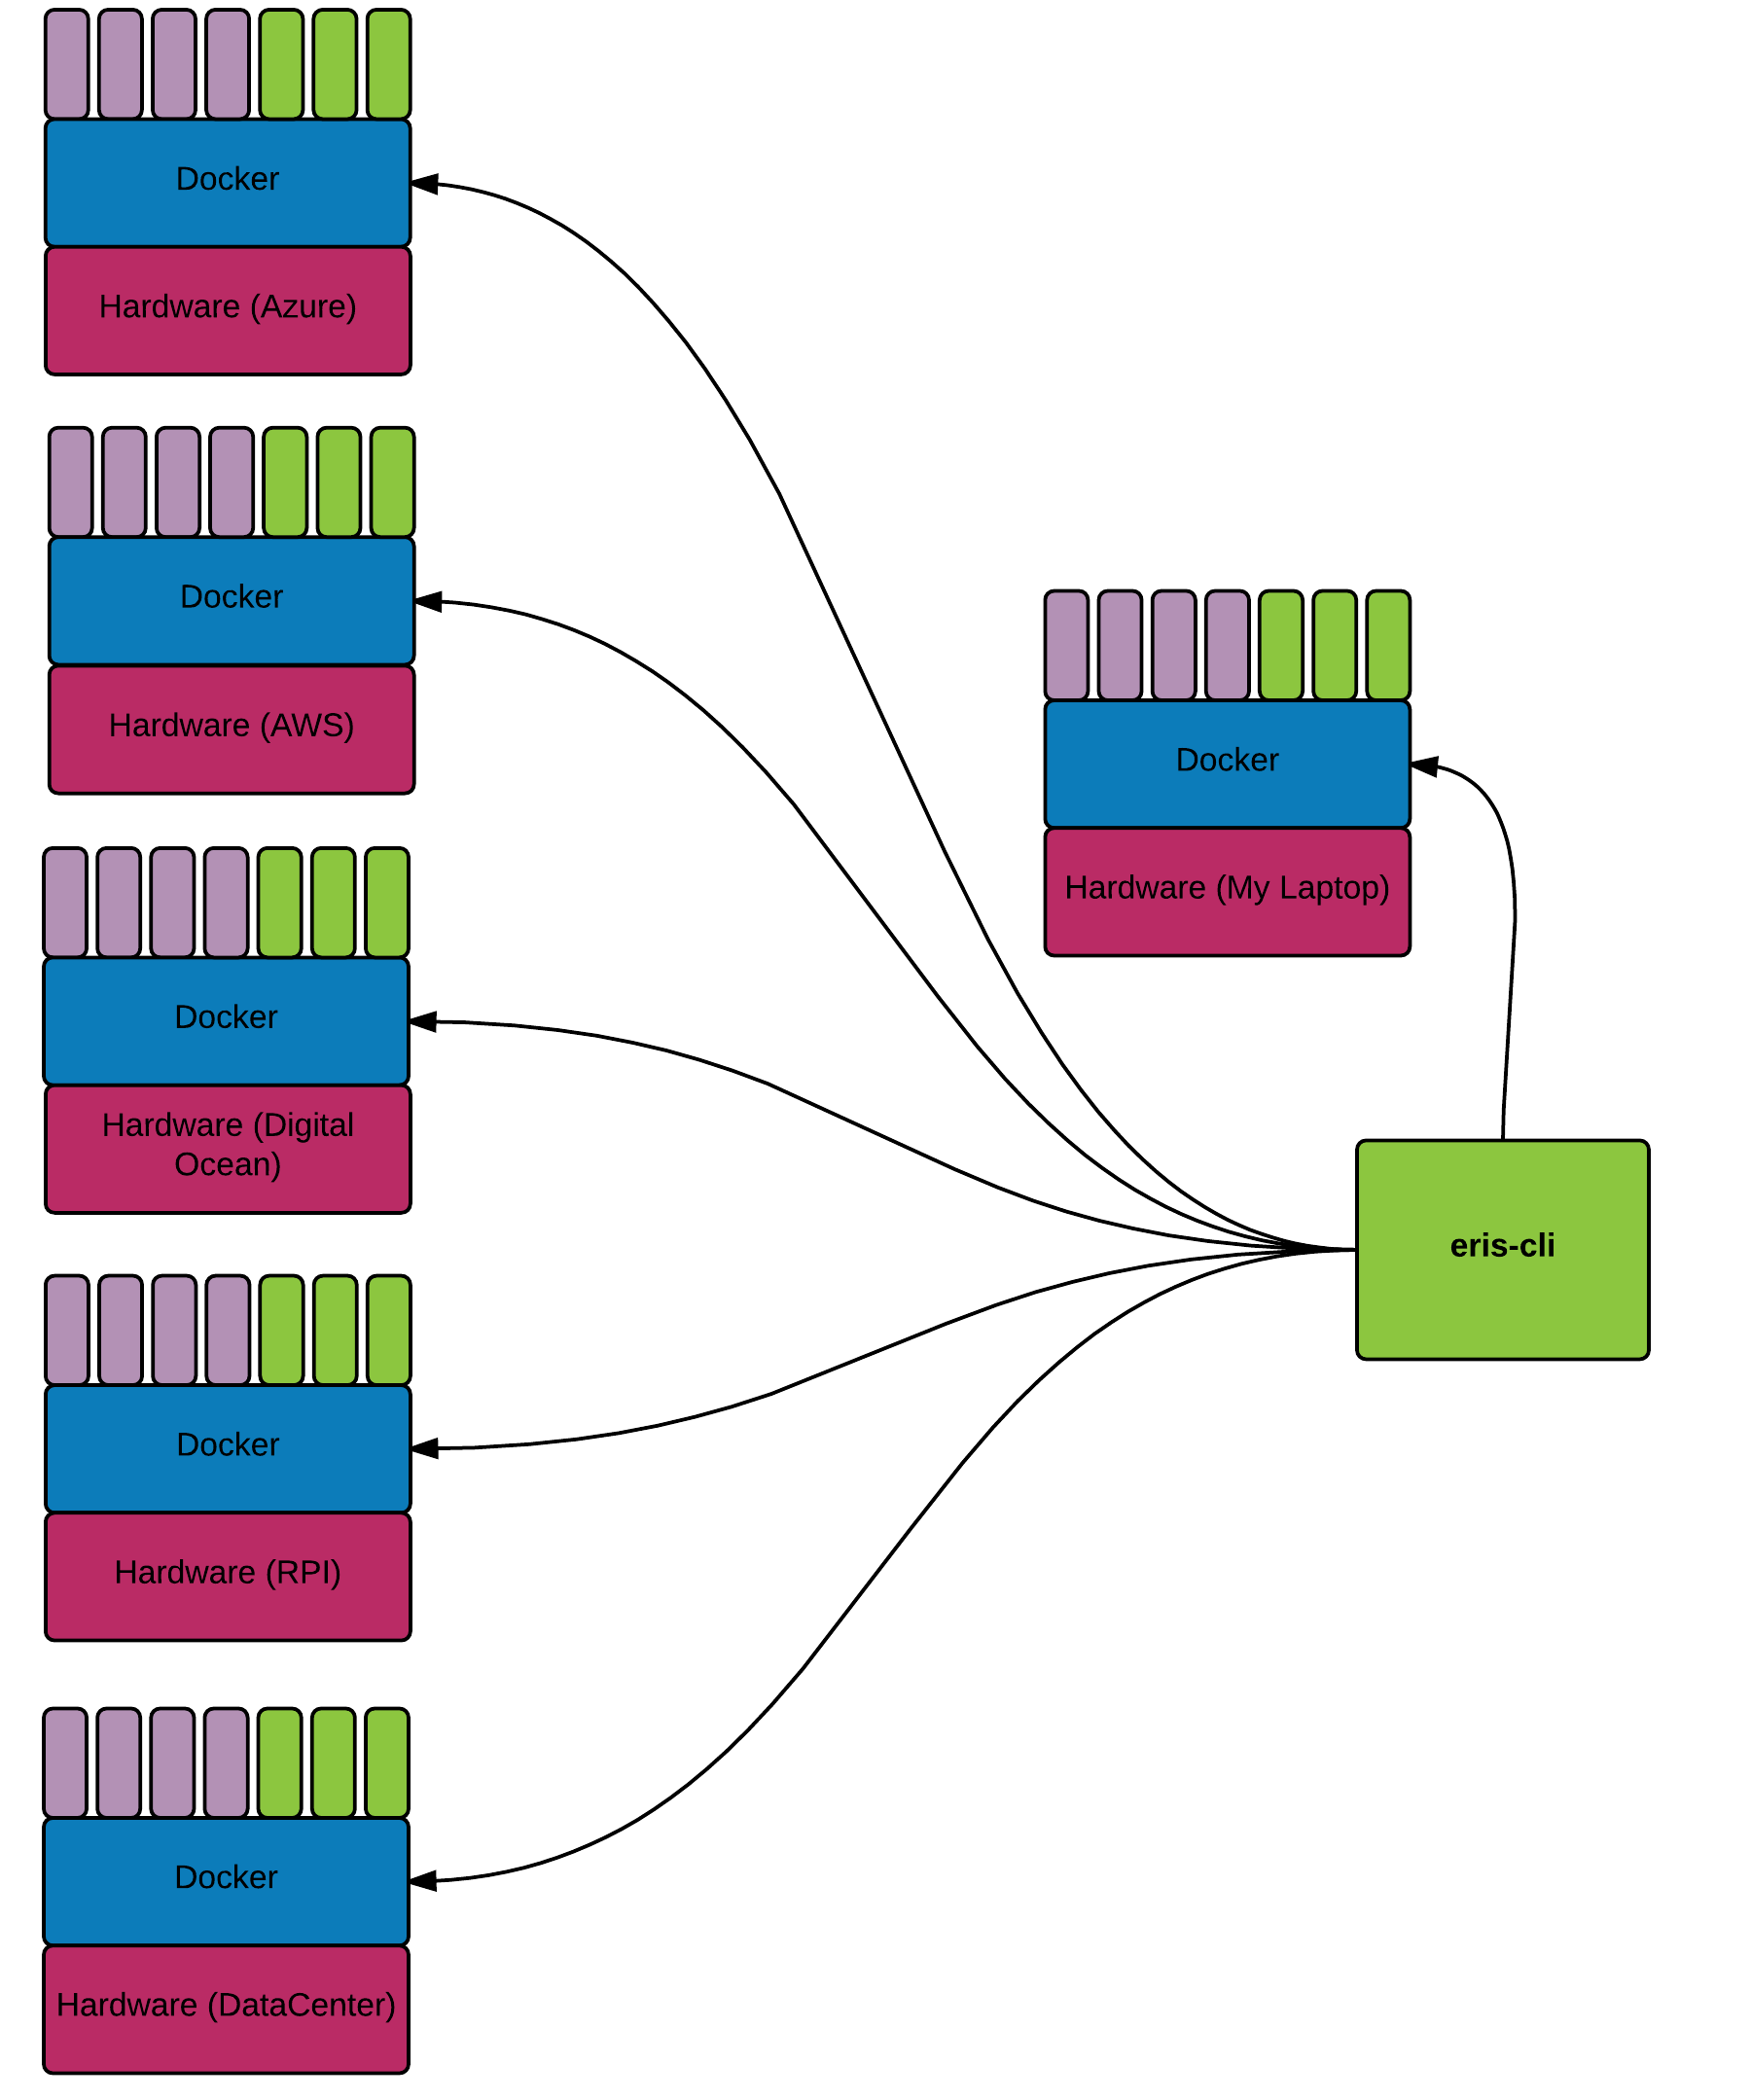 Docker
Hardware (Azure)
Docker
Hardware (AWS)
Docker
Hardware (My Laptop)
Docker
Hardware (Digital
Ocean)
eris-cli
Docker
Hardware (RPI)
Docker
Hardware (DataCenter)